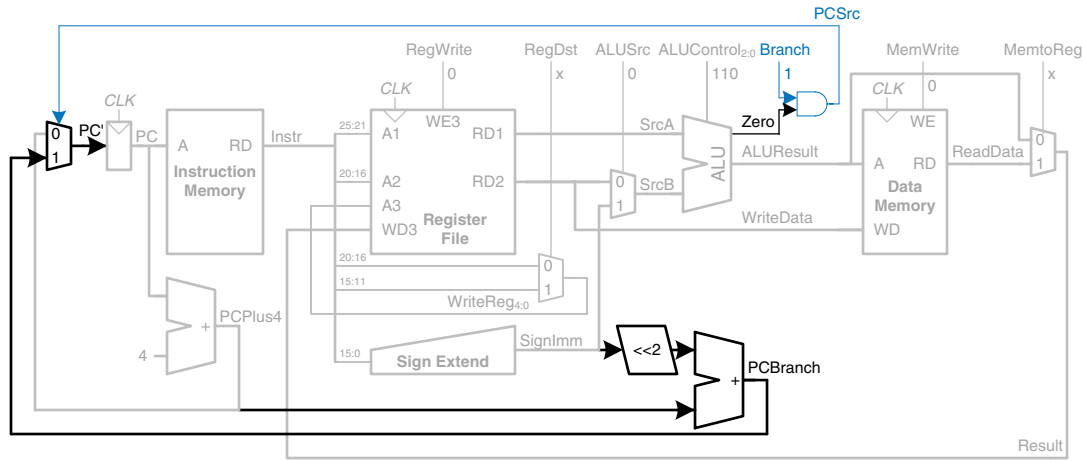 PCSrc
RegWrite RegDst ALUSrc ALUControl2:0 Branch MemWrite MemtoReg
0 x 0 110 1 0 x
CLK CLK CLK
0 PC' PC A RD Instr 25:21 A1 WE3 RD1 SrcA Zero WE
1 Instruction Memory 20:16 A2 RD2 0 SrcB ALU ALUResult A RD ReadData 0
A3 1 Data Memory 1
WD3 Register File WriteData WD
20:16 0
15:11 1
WriteReg4:0
PCPlus4
+
4 15:0 Sign Extend SignImm <<2
+ PCBranch
Result